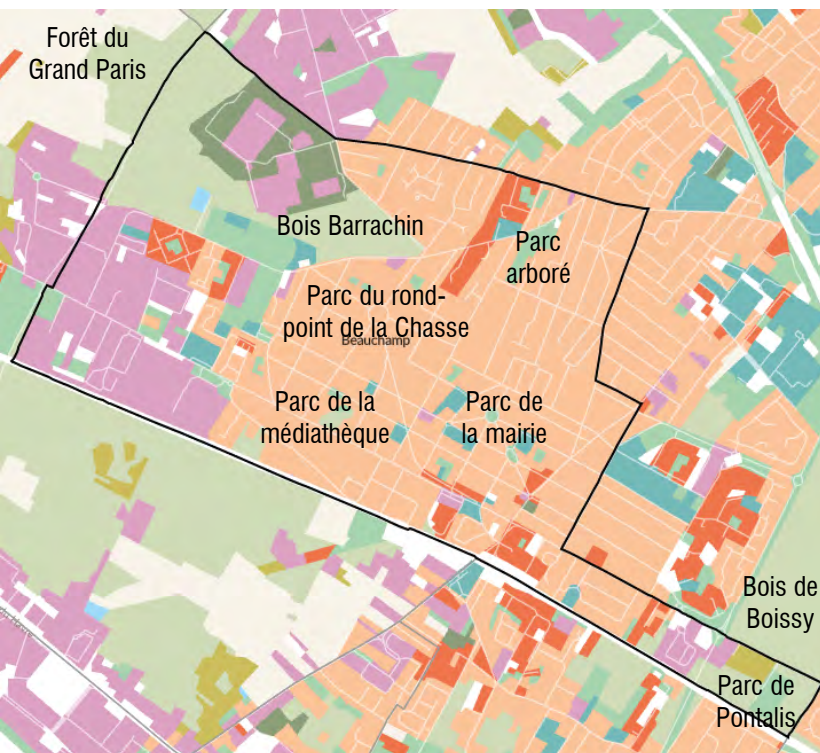 Forêt du
Grand Paris
Bois Barrachin
Parc
arboré
Parc du rond-
point de la Chasse
Beauchamp
Parc de la
médiathèque
Parc de
la mairie
Bois de
Boissy
Parc de
Pontalis